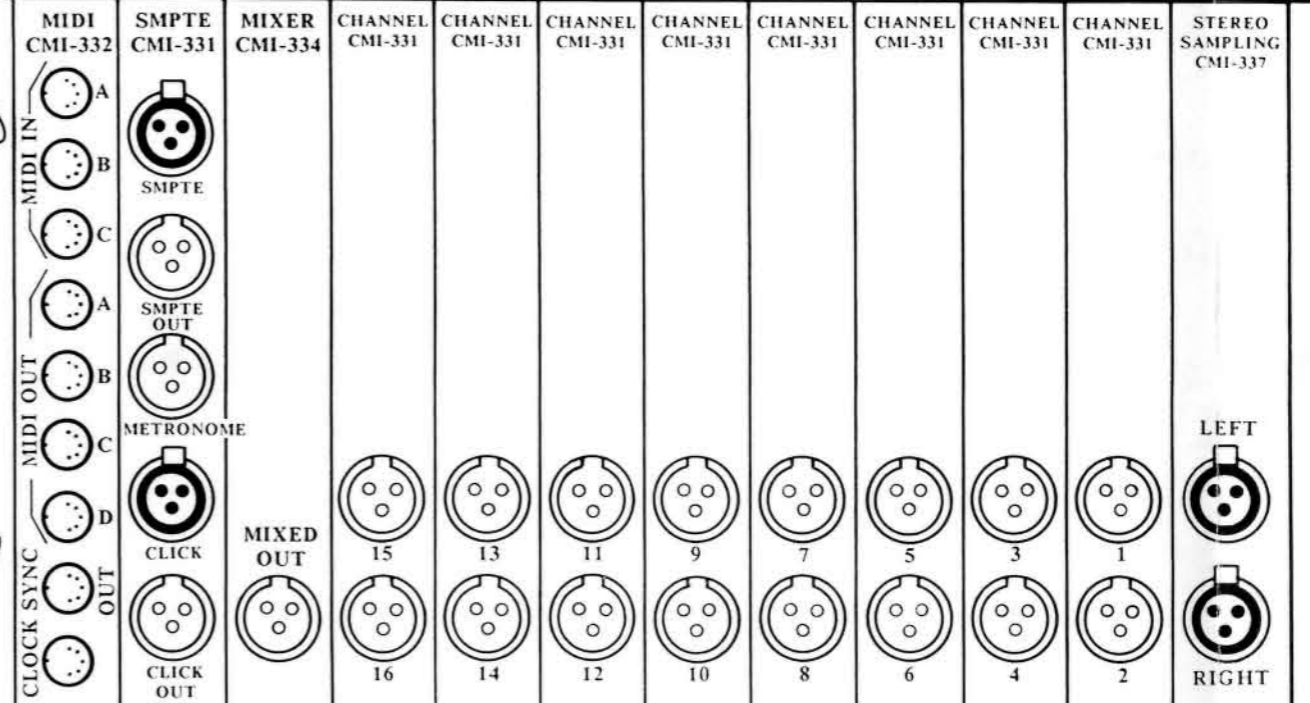 MIDI
CMI-332
MIDI IN
A
B
C
MIDI OUT
A
B
C
D
CLOCK SYNC
OUT
SMPTE
CMI-331
SMPTE
SMPTE
OUT
METRONOME
CLICK
CLICK
OUT
MIXER
CMI-334
MIXED
OUT
CHANNEL
CMI-331
15
16
CHANNEL
CMI-331
13
14
CHANNEL
CMI-331
11
12
CHANNEL
CMI-331
9
10
CHANNEL
CMI-331
7
8
CHANNEL
CMI-331
5
6
CHANNEL
CMI-331
3
4
CHANNEL
CMI-331
1
2
STEREO
SAMPLING
CMI-337
LEFT
RIGHT